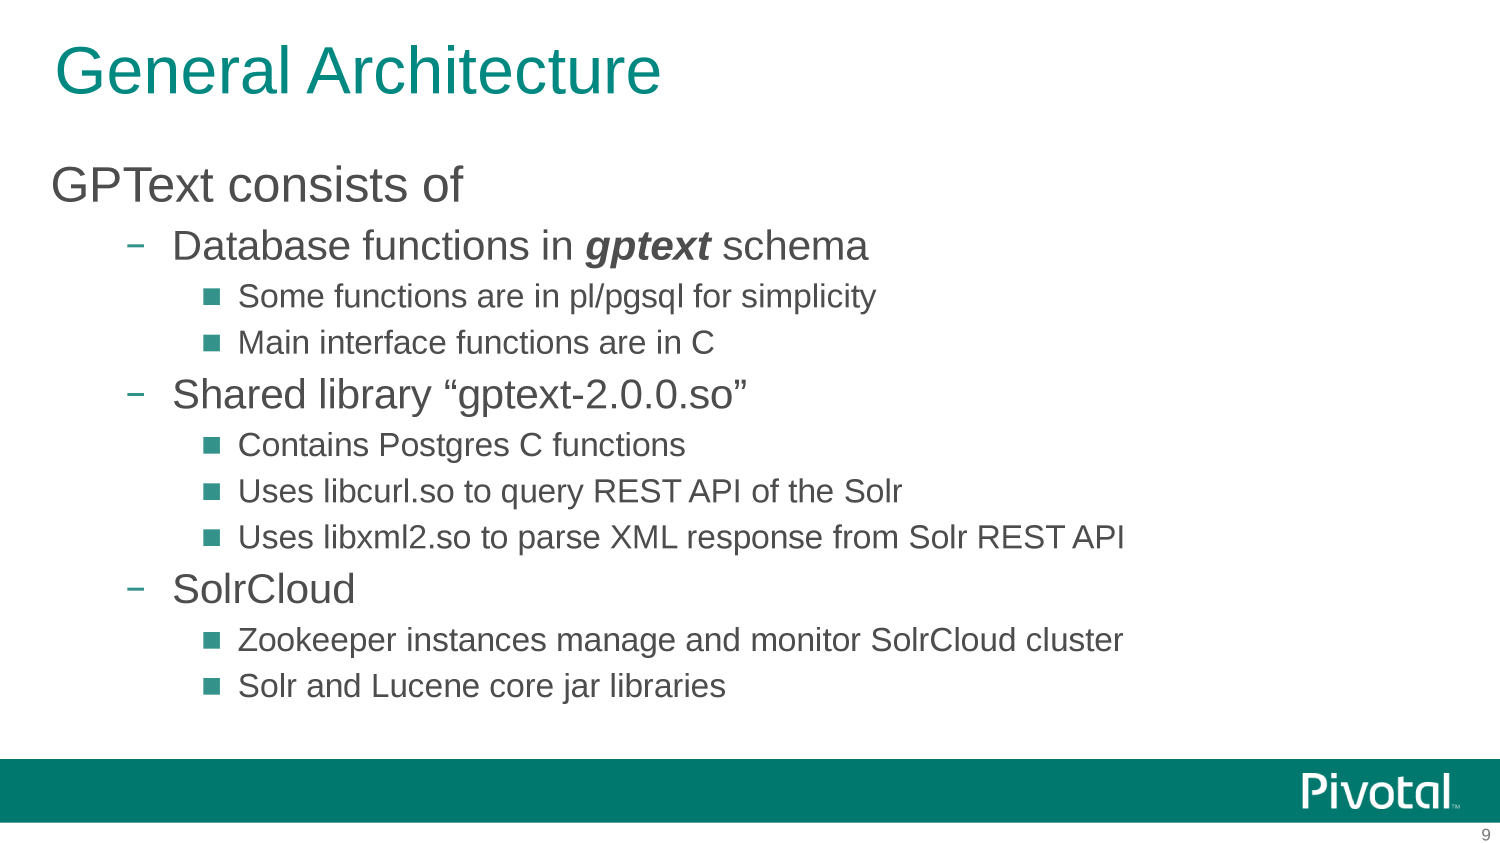 General Architecture
GPText consists of
– Database functions in gptext schema
■ Some functions are in pl/pgsql for simplicity
■ Main interface functions are in C
– Shared library “gptext-2.0.0.so”
■ Contains Postgres C functions
■ Uses libcurl.so to query REST API of the Solr
■ Uses libxml2.so to parse XML response from Solr REST API
– SolrCloud
■ Zookeeper instances manage and monitor SolrCloud cluster
■ Solr and Lucene core jar libraries
Pivotal™
9